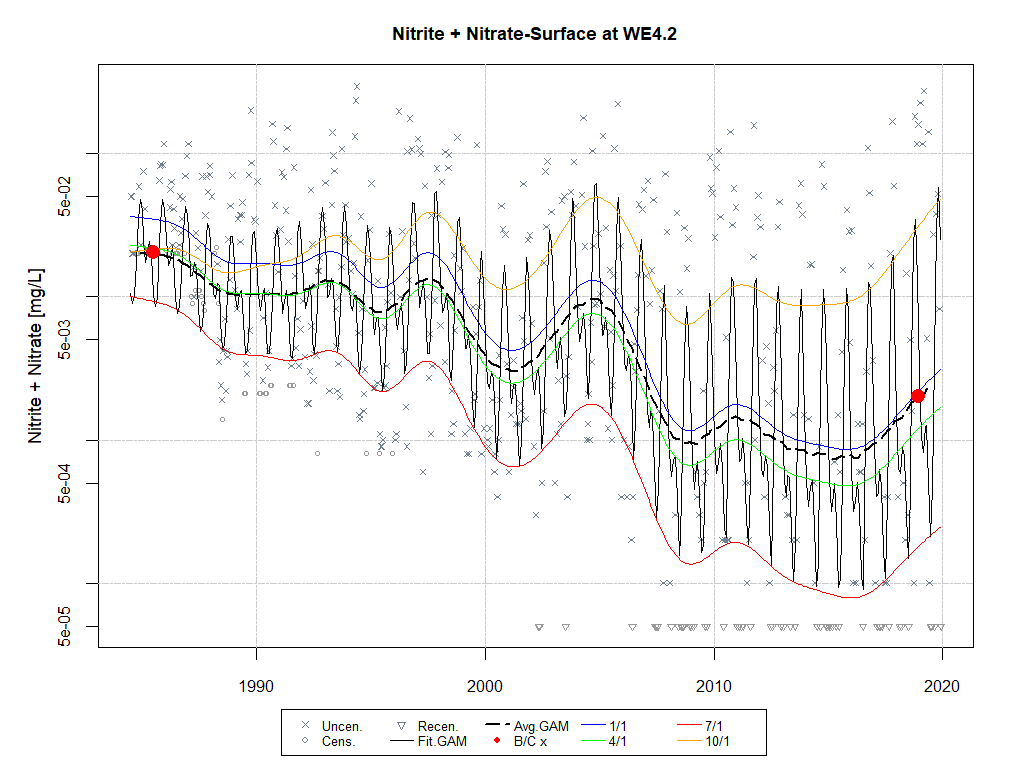 Nitrite + Nitrate-Surface at WE4.2
Nitrite + Nitrate [mg/L]
5e-02
5e-03
5e-04
5e-05
1990 2000 2010 2020
Uncen. Recen. Avg.GAM 1/1 7/1
Cens. Fit.GAM B/C x 4/1 10/1